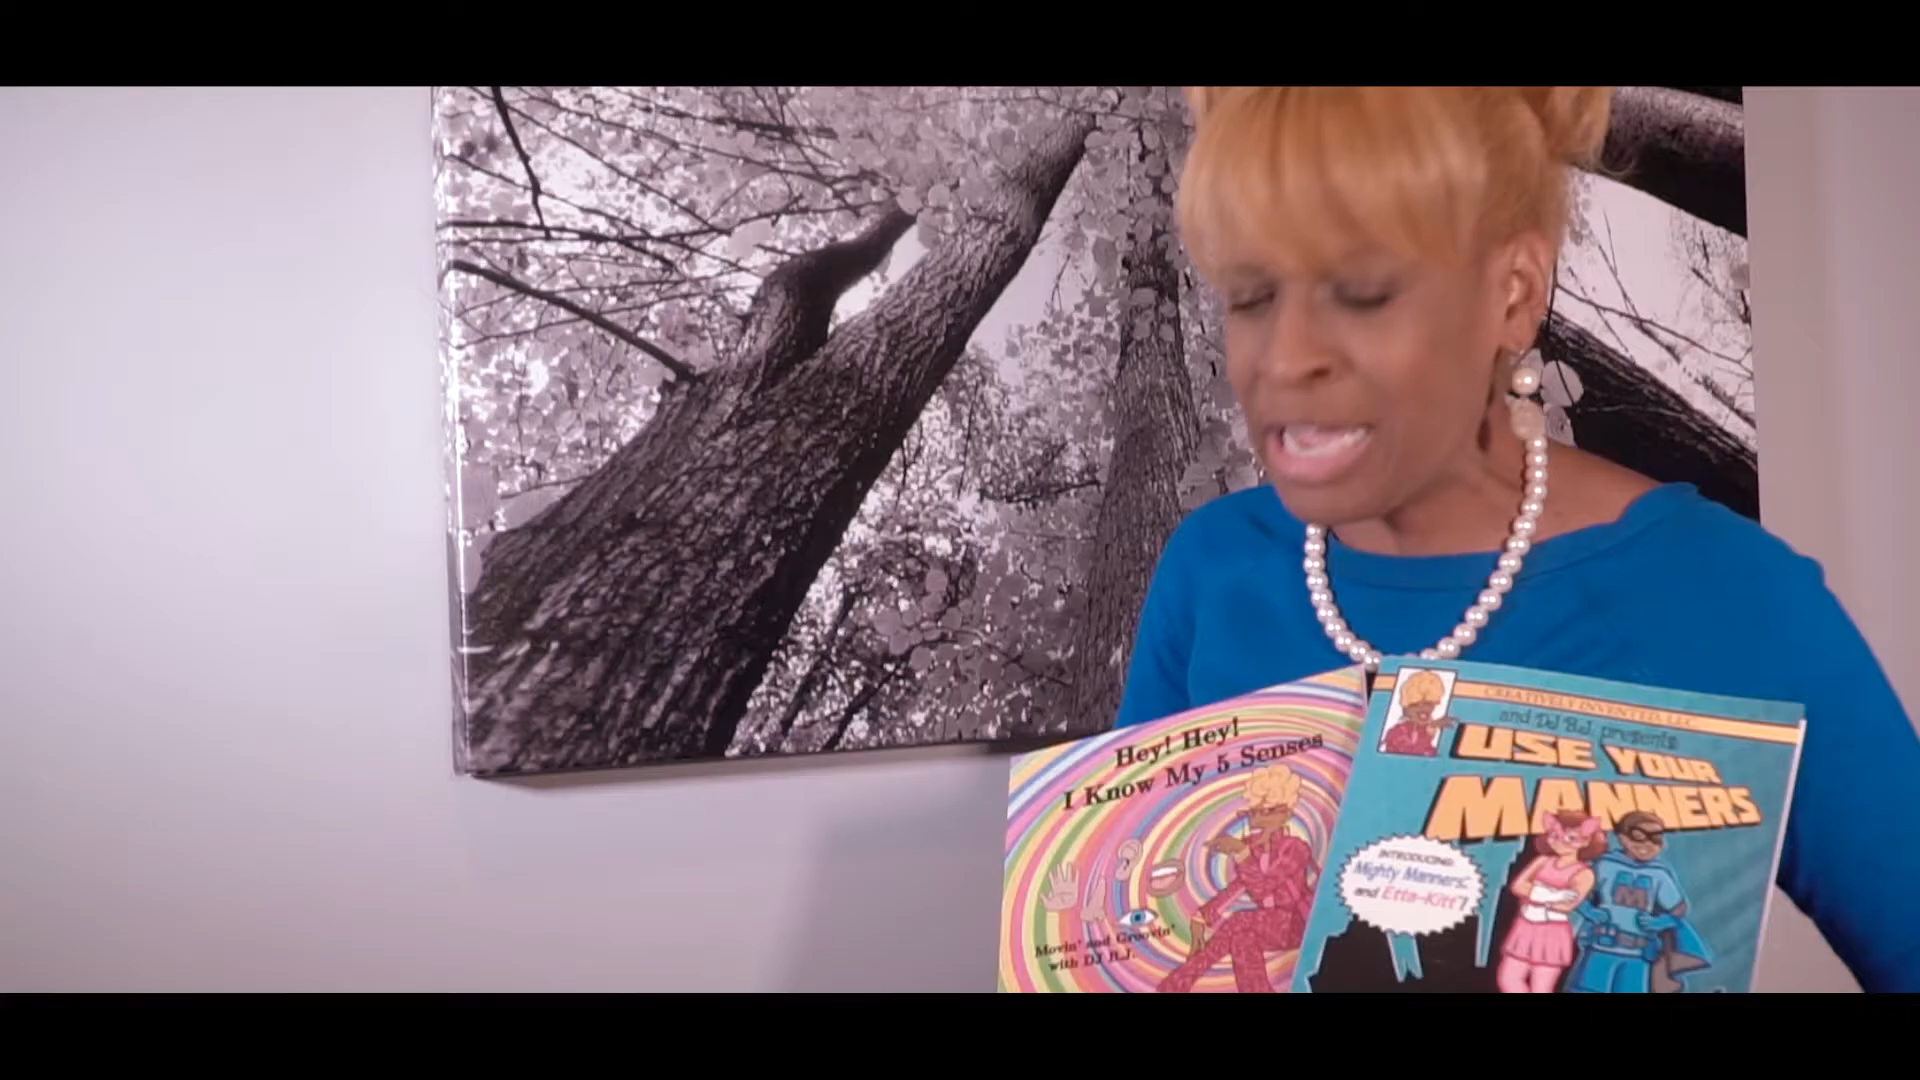 Hey! Hey!
I Know My 5 Senses
Movin' and Groovin'
with DJ B.J.
CREATIVELY INVENTED, LLC
and DJ B.J. presents
USE YOUR
MANNERS
INTRODUCING:
Mighty Manners
and Etta-Kitt
M